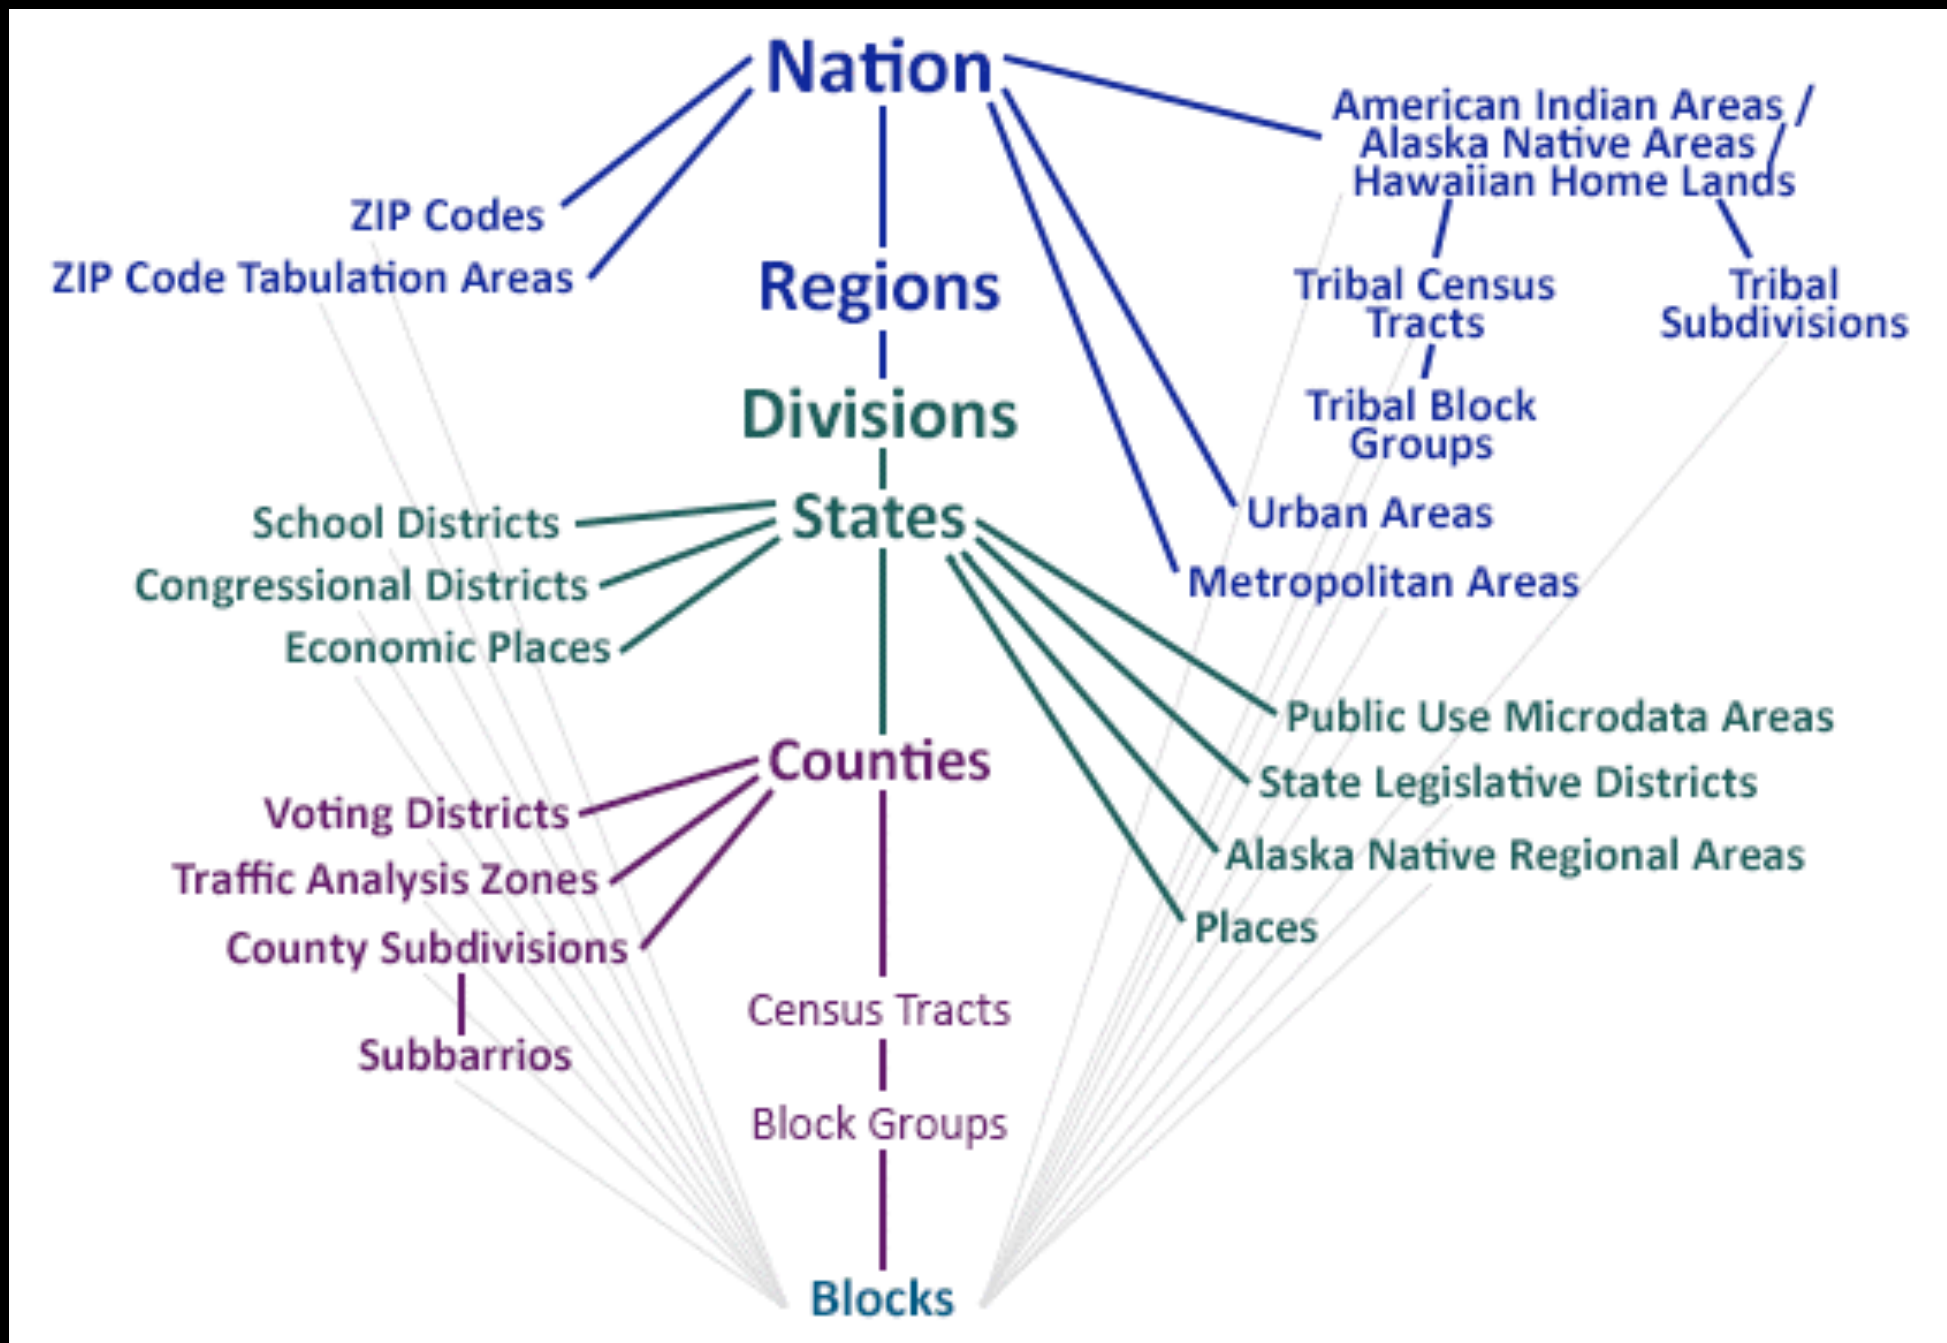 Nation
American Indian Areas /
Alaska Native Areas /
Hawaiian Home Lands
ZIP Codes
ZIP Code Tabulation Areas
Regions
Tribal Census
Tracts
Tribal
Subdivisions
Divisions
Tribal Block
Groups
States
Urban Areas
School Districts
Congressional Districts
Metropolitan Areas
Economic Places
Public Use Microdata Areas
Counties
State Legislative Districts
Voting Districts
Alaska Native Regional Areas
Traffic Analysis Zones
Places
County Subdivisions
Census Tracts
Subbarrios
Block Groups
Blocks